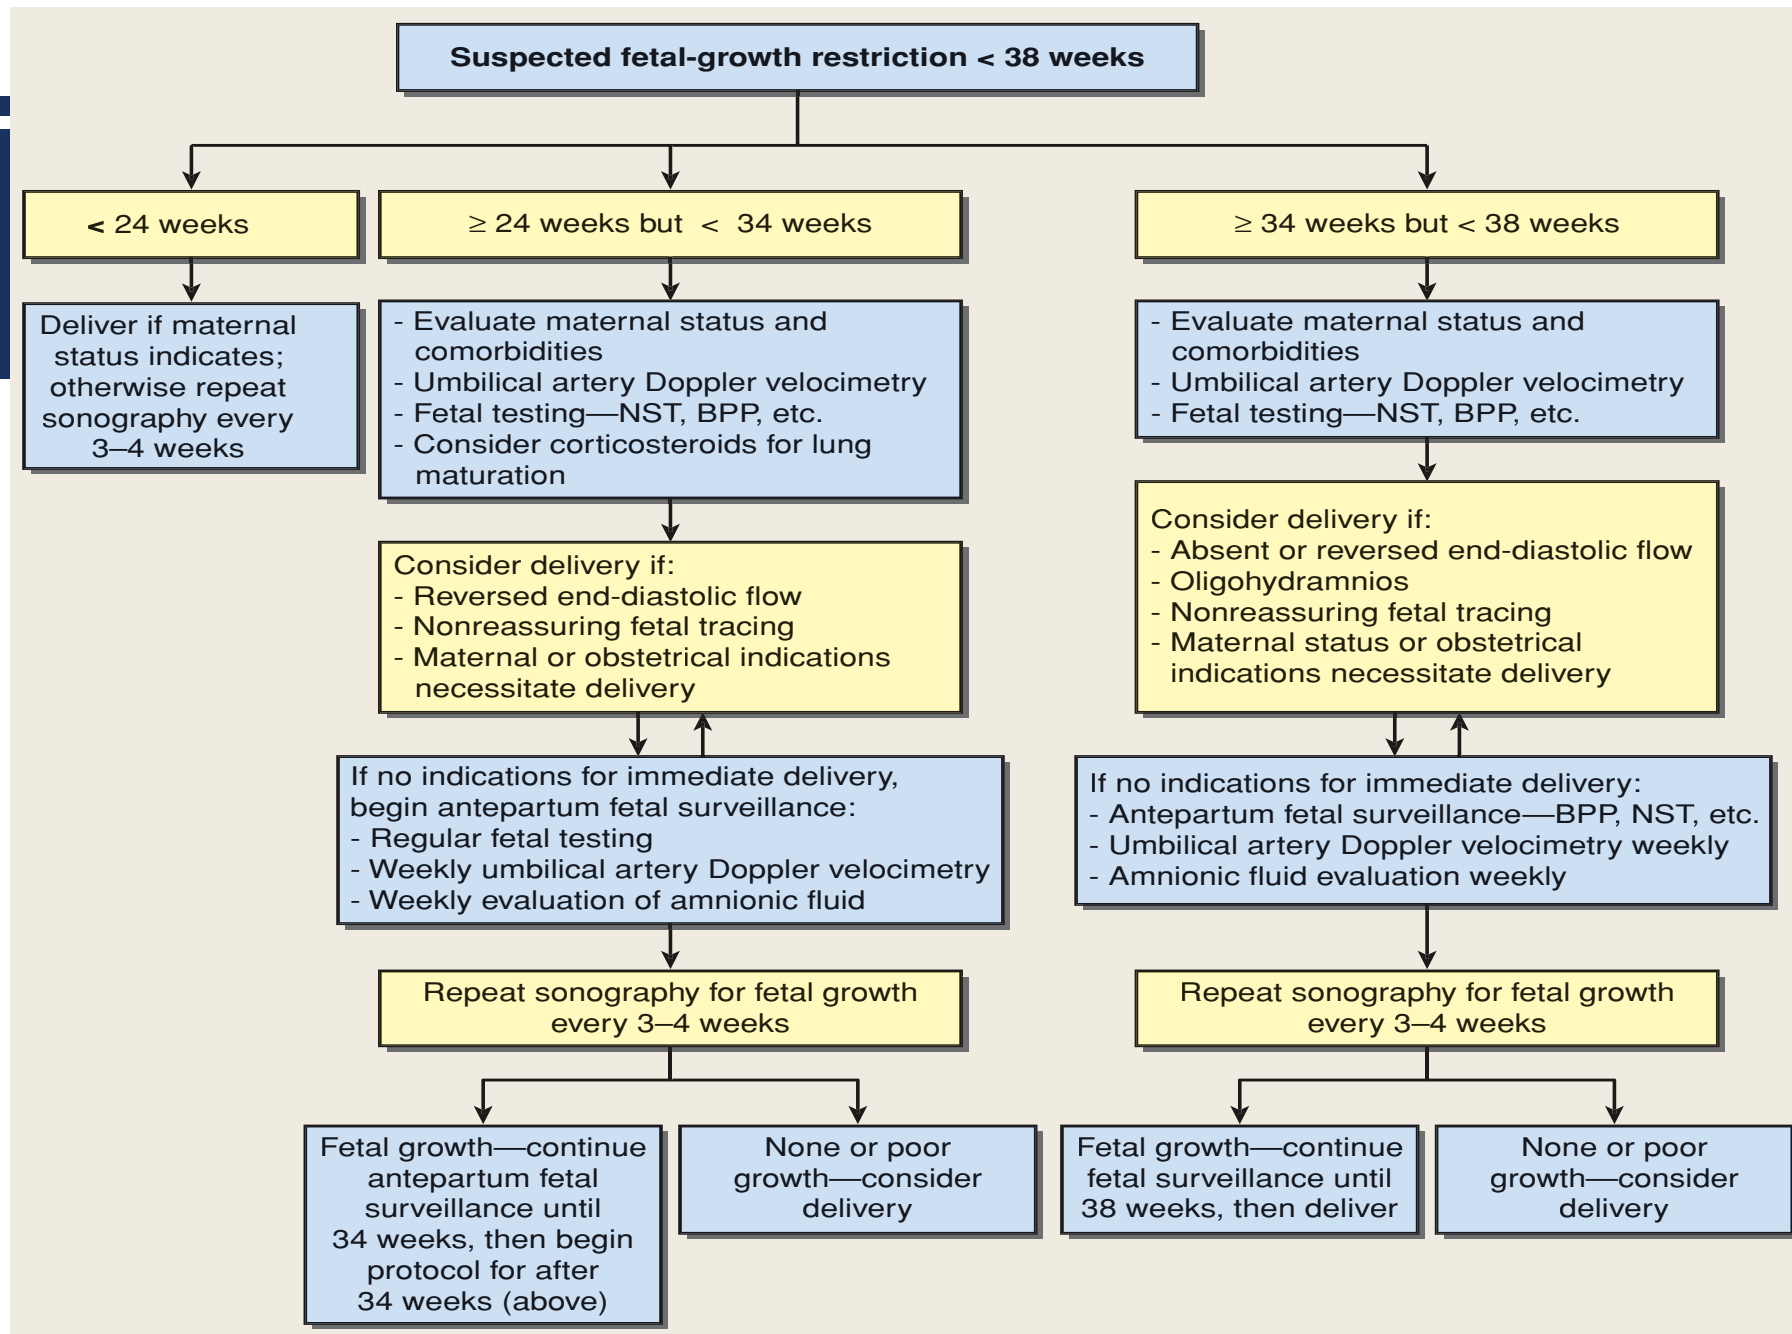 Suspected fetal-growth restriction < 38 weeks
< 24 weeks
≥ 24 weeks but < 34 weeks
≥ 34 weeks but < 38 weeks
Deliver if maternal
status indicates;
otherwise repeat
sonography every
3–4 weeks
- Evaluate maternal status and
comorbidities
- Umbilical artery Doppler velocimetry
- Fetal testing—NST, BPP, etc.
- Consider corticosteroids for lung
maturation
Consider delivery if:
- Reversed end-diastolic flow
- Nonreassuring fetal tracing
- Maternal or obstetrical indications
necessitate delivery
If no indications for immediate delivery,
begin antepartum fetal surveillance:
- Regular fetal testing
- Weekly umbilical artery Doppler velocimetry
- Weekly evaluation of amnionic fluid
Repeat sonography for fetal growth
every 3–4 weeks
Fetal growth—continue
antepartum fetal
surveillance until
34 weeks, then begin
protocol for after
34 weeks (above)
None or poor
growth—consider
delivery
- Evaluate maternal status and
comorbidities
- Umbilical artery Doppler velocimetry
- Fetal testing—NST, BPP, etc.
Consider delivery if:
- Absent or reversed end-diastolic flow
- Oligohydramnios
- Nonreassuring fetal tracing
- Maternal status or obstetrical
indications necessitate delivery
If no indications for immediate delivery:
- Antepartum fetal surveillance—BPP, NST, etc.
- Umbilical artery Doppler velocimetry weekly
- Amnionic fluid evaluation weekly
Repeat sonography for fetal growth
every 3–4 weeks
Fetal growth—continue
fetal surveillance until
38 weeks, then deliver
None or poor
growth—consider
delivery